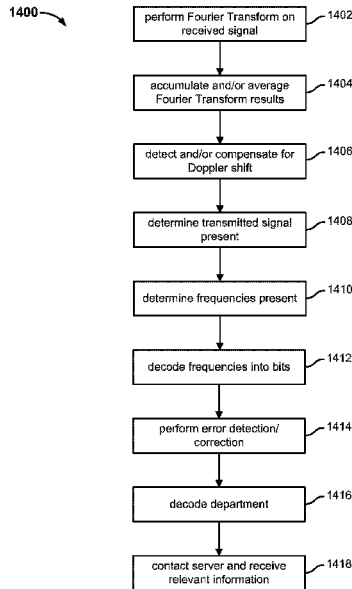 1400
perform Fourier Transform on
received signal
1402
accumulate and/or average
Fourier Transform results
1404
detect and/or compensate for
Doppler shift
1406
determine transmitted signal
present
1408
determine frequencies present
1410
decode frequencies into bits
1412
perform error detection/
correction
1414
decode department
1416
contact server and receive
relevant information
1418